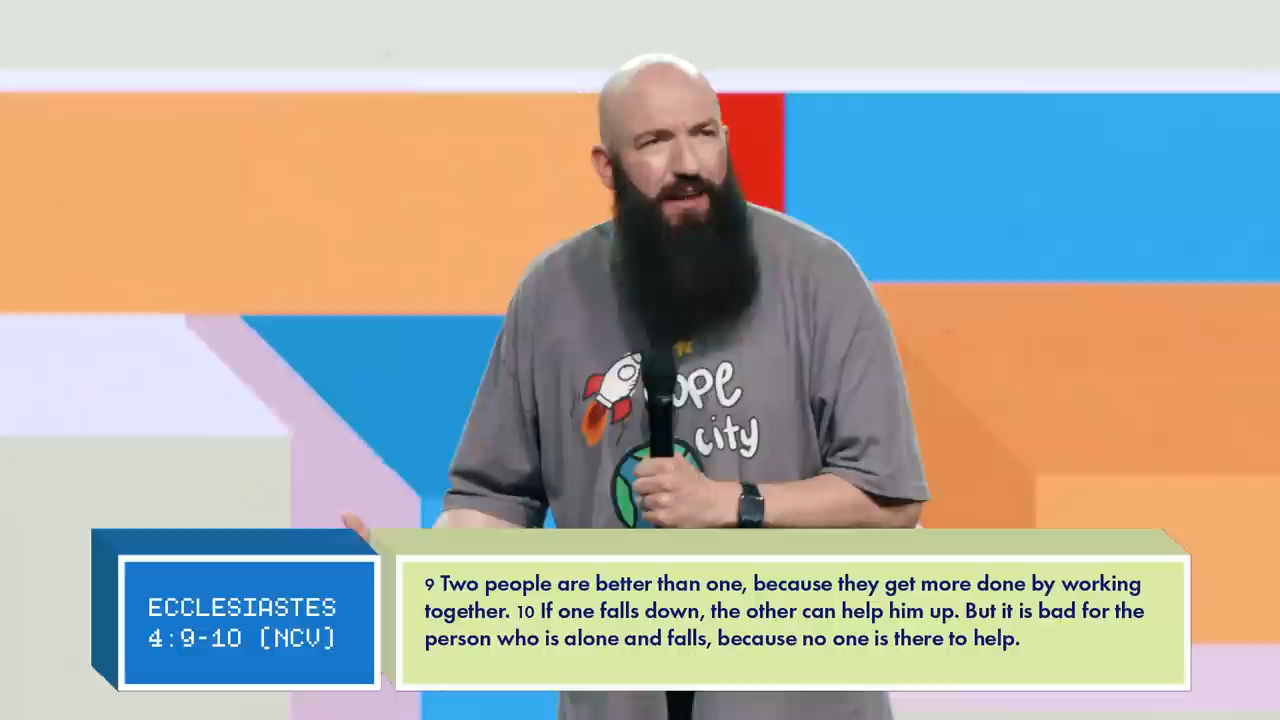 ope
city
ECCLESIASTES
4:9-10 (NCV)
9 Two people are better than one, because they get more done by working
together. 10 If one falls down, the other can help him up. But it is bad for the
person who is alone and falls, because no one is there to help.